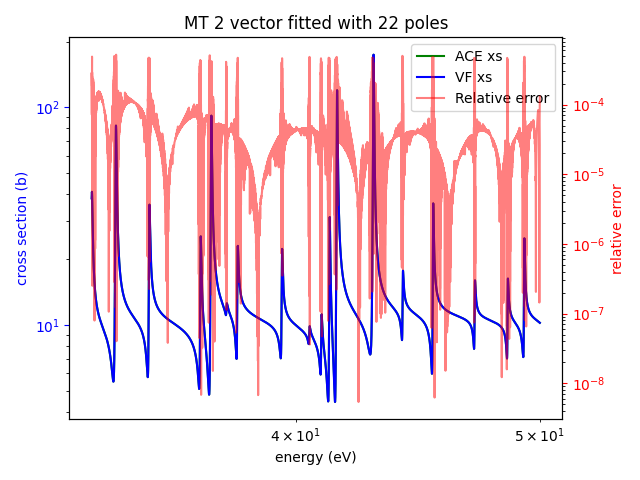 MT 2 vector fitted with 22 poles
ACE xs
VF xs
Relative error
cross section (b)
10²
10¹
relative error
10⁻⁴
10⁻⁵
10⁻⁶
10⁻⁷
10⁻⁸
4 × 10¹
5 × 10¹
energy (eV)